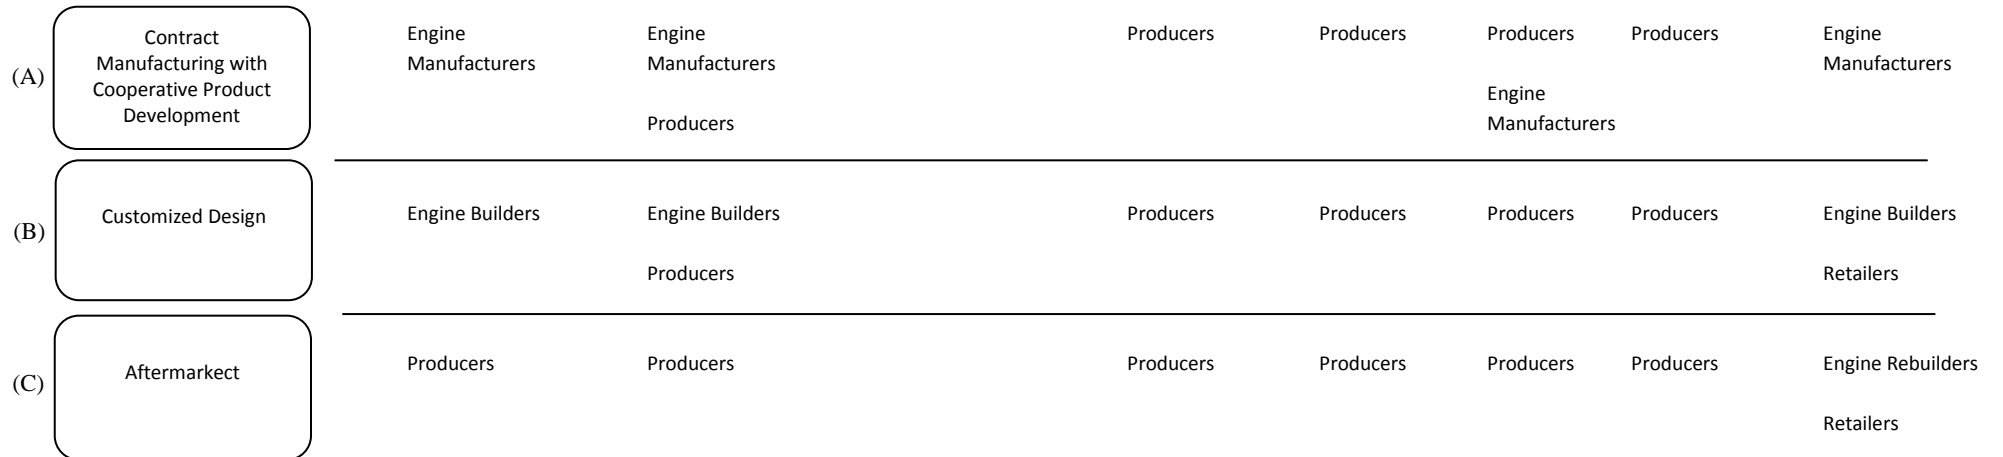 Contract
Manufacturing with
Cooperative Product
Development
(A)
Engine Manufacturers
Engine Manufacturers
Producers
Producers
Producers
Producers
Engine Manufacturers
Producers
Engine Manufacturers
(B)
Customized Design
Engine Builders
Engine Builders
Producers
Producers
Producers
Producers
Producers
Engine Builders
Retailers
(C)
Aftermarkect
Producers
Producers
Producers
Producers
Producers
Producers
Engine Rebuilders
Retailers